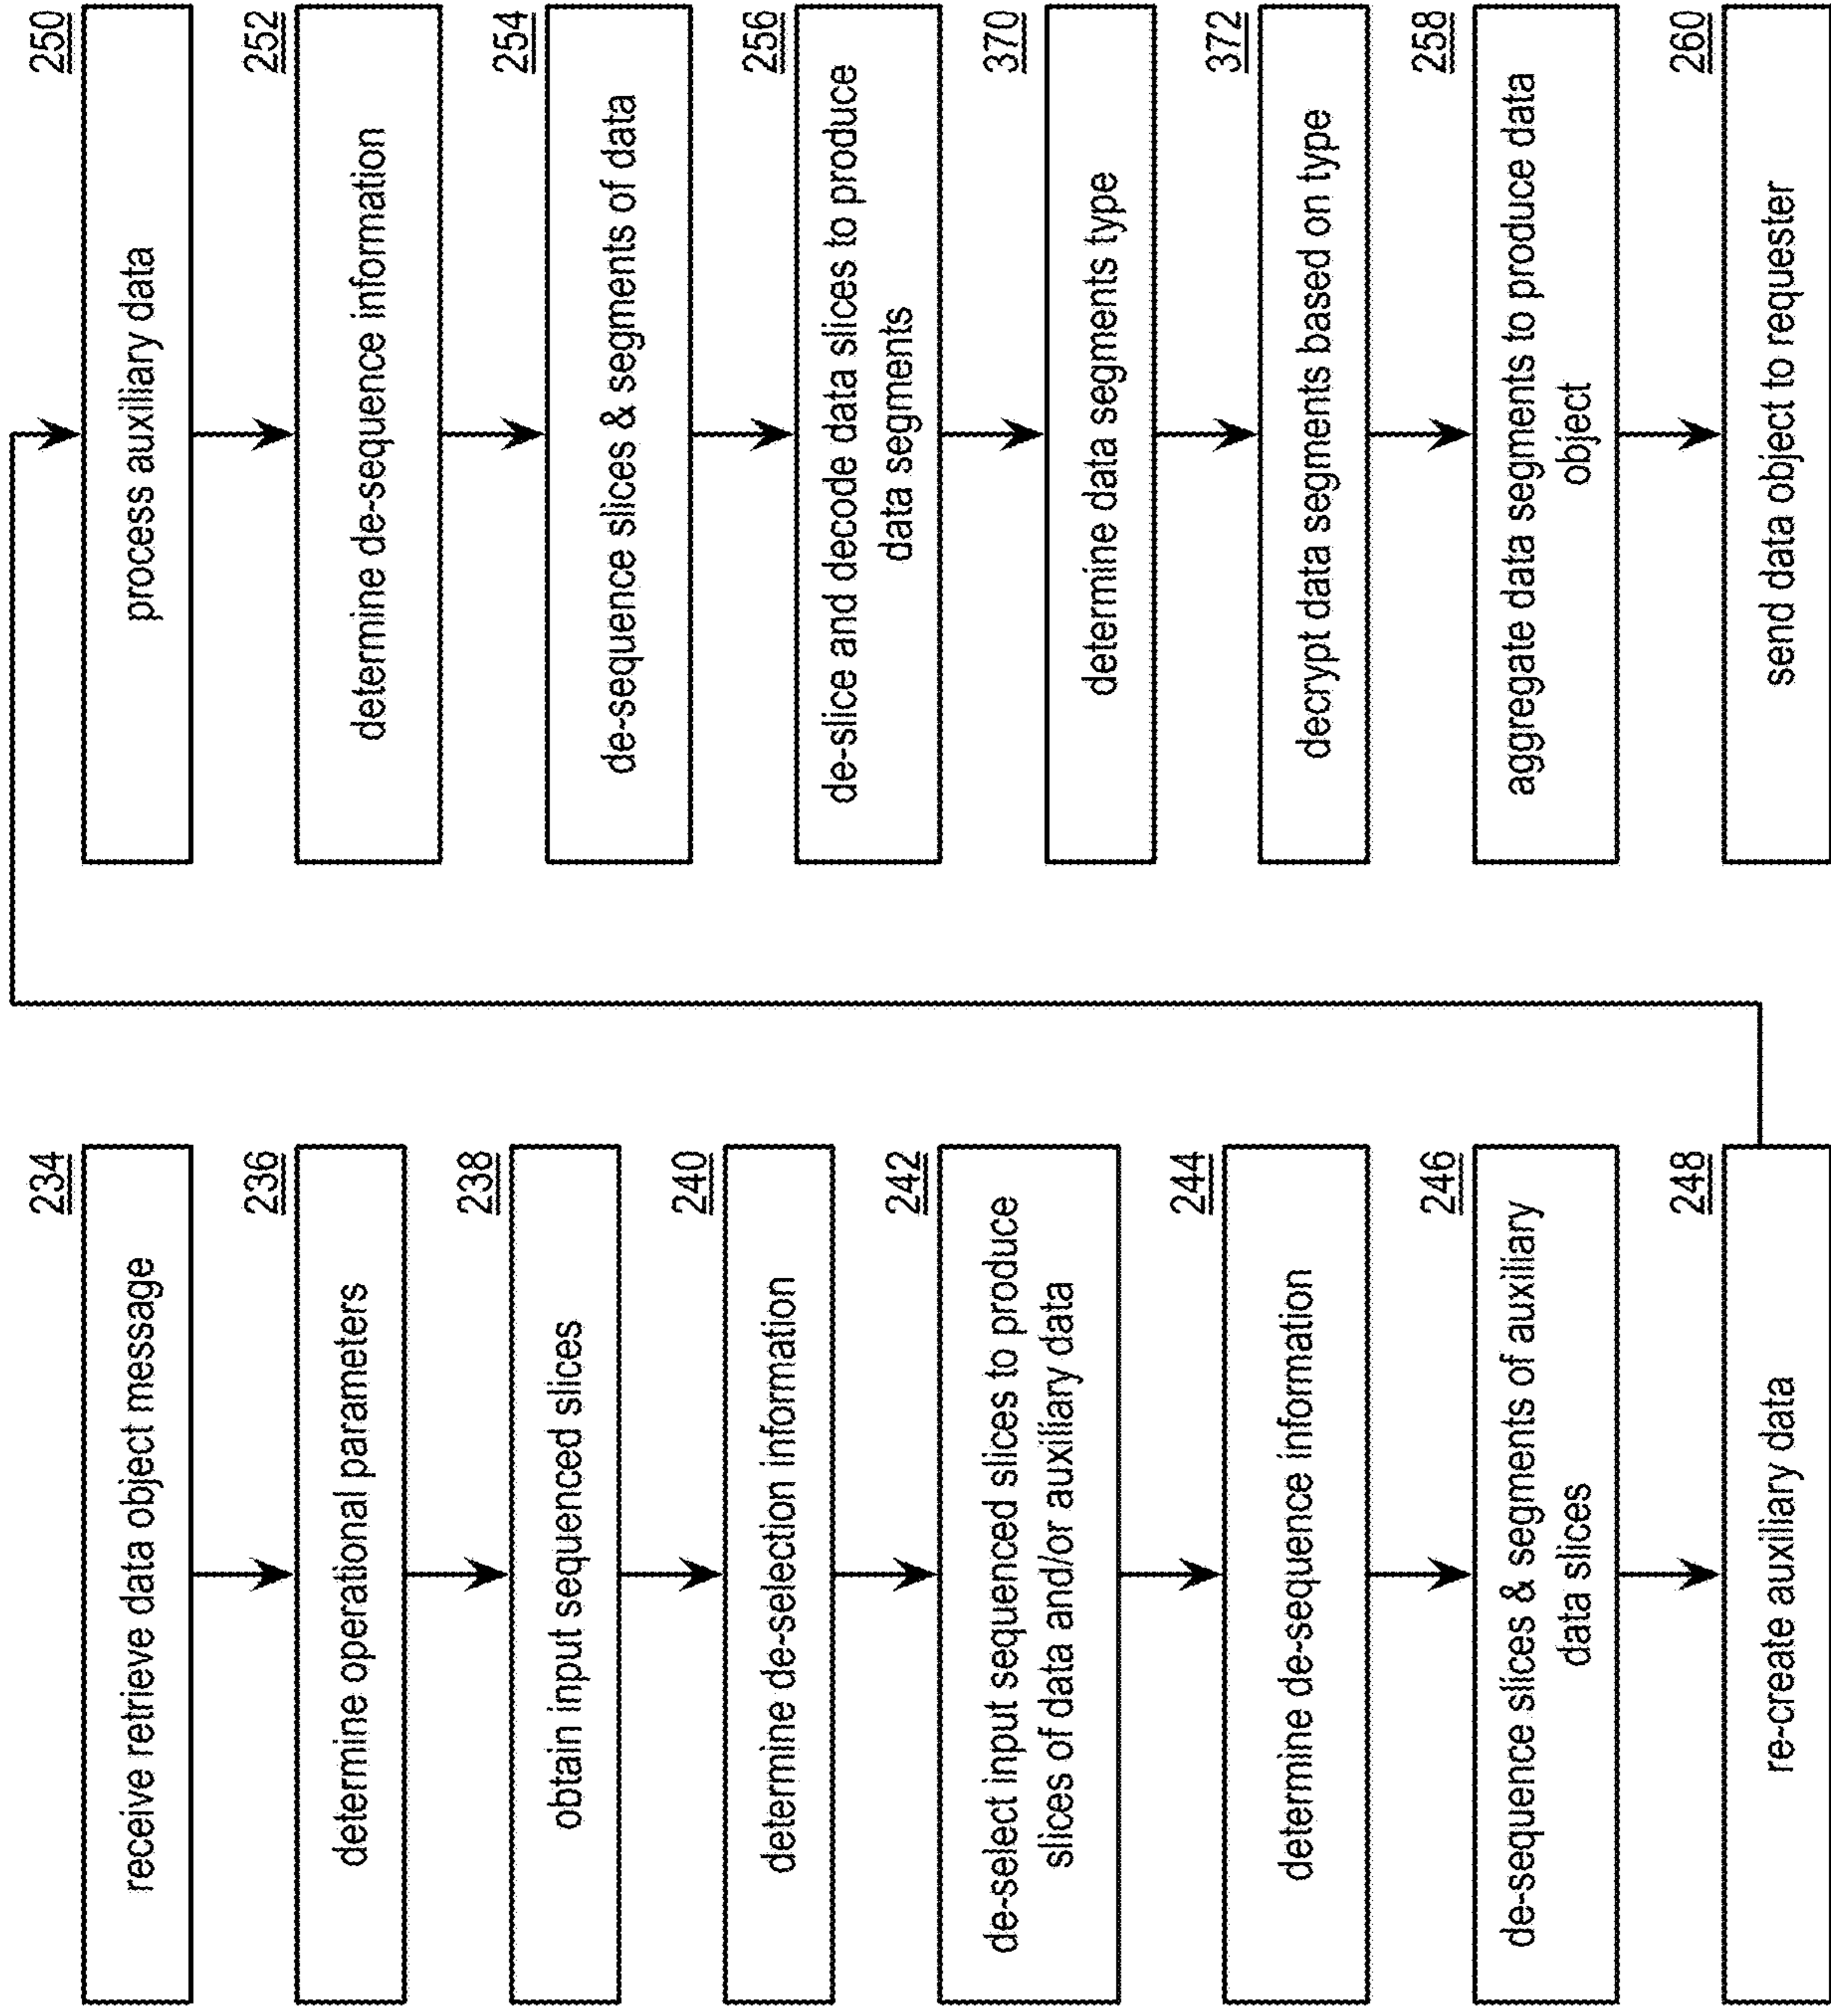 234
receive retrieve data object message
236
determine operational parameters
238
obtain input sequenced slices
240
determine de-selection information
242
de-select input sequenced slices to produce
slices of data and/or auxiliary data
244
determine de-sequence information
246
de-sequence slices & segments of auxiliary
data slices
248
re-create auxiliary data
250
process auxiliary data
252
determine de-sequence information
254
de-sequence slices & segments of data
256
de-slice and decode data slices to produce
data segments
370
determine data segments type
372
decrypt data segments based on type
258
aggregate data segments to produce data
object
260
send data object to requester